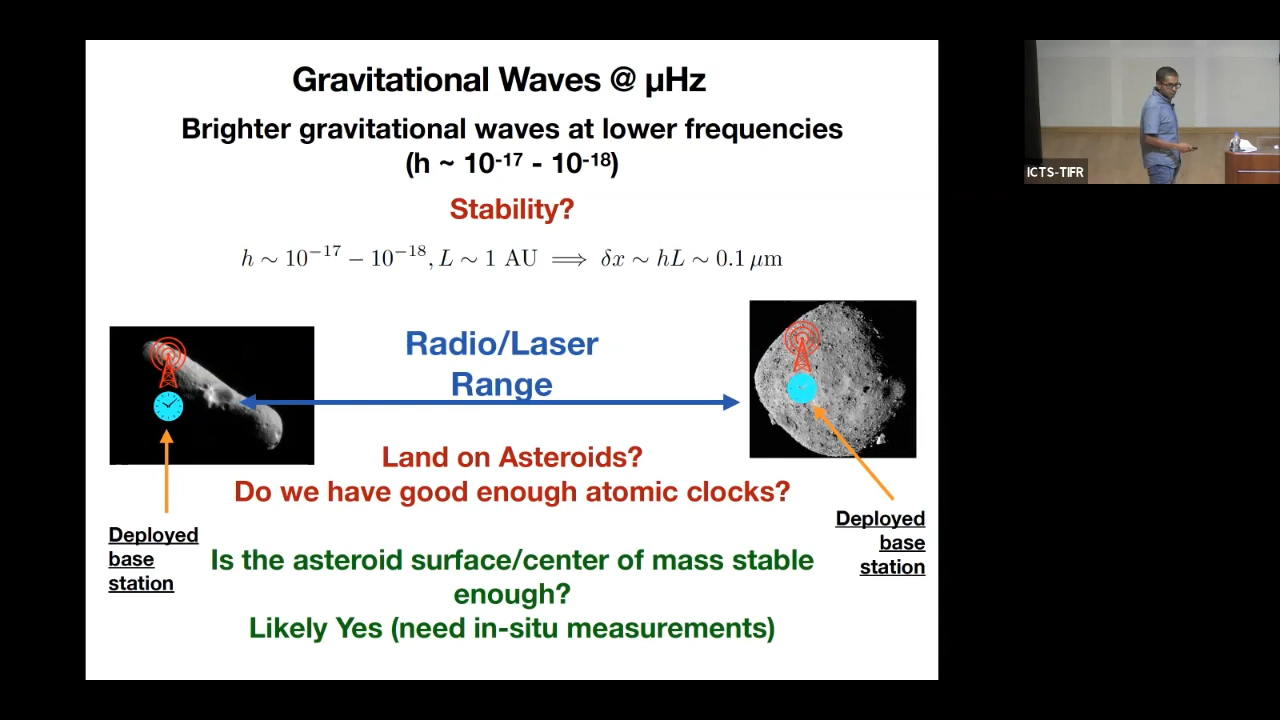 Gravitational Waves @ µHz
Brighter gravitational waves at lower frequencies
(h ~ 10⁻¹⁷ - 10⁻¹⁸)
Stability?
h ∼ 10⁻¹⁷ − 10⁻¹⁸, L ∼ 1 AU ⟹ δx ∼ hL ∼ 0.1 μm
Radio/Laser
Range
Land on Asteroids?
Do we have good enough atomic clocks?
Deployed
base
station
Deployed
base
station
Is the asteroid surface/center of mass stable
enough?
Likely Yes (need in-situ measurements)
ICTS-TIFR